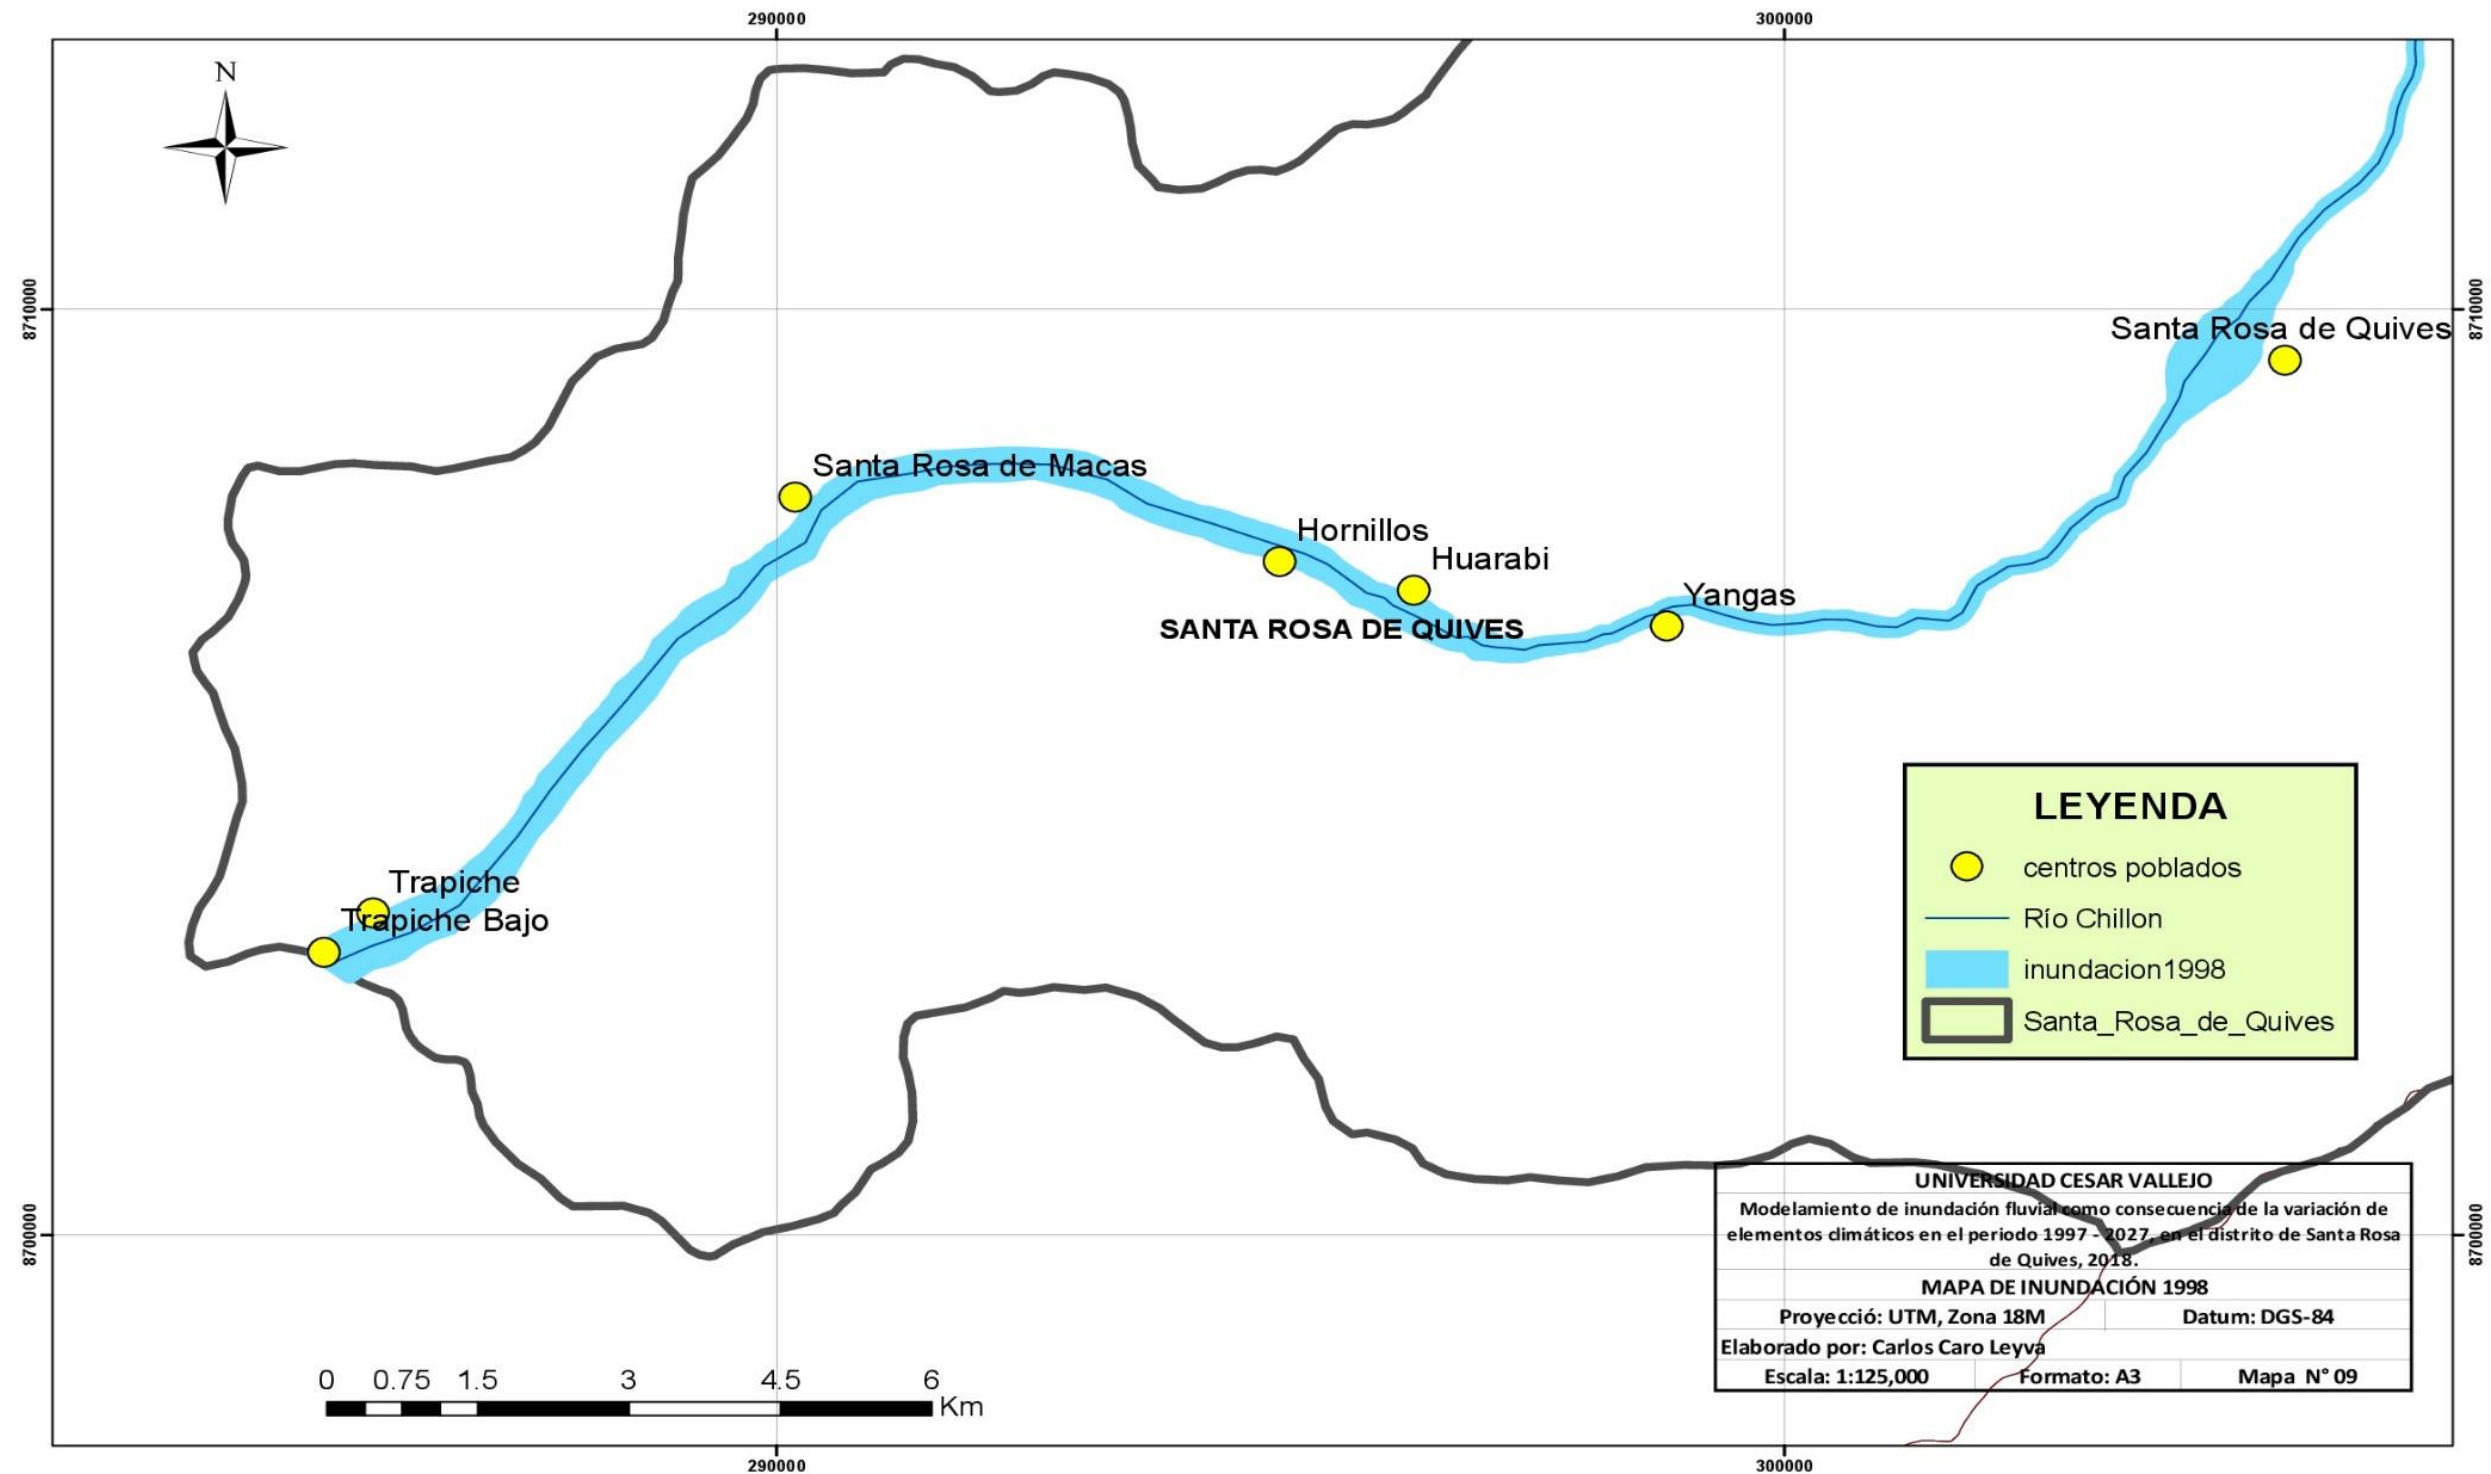 290000
300000
N
8710000
8710000
Santa Rosa de Quives
Santa Rosa de Macas
Hornillos
Huarabi
Yangas
SANTA ROSA DE QUIVES
LEYENDA
centros poblados
Río Chillon
inundacion1998
Santa_Rosa_de_Quives
Trapiche
Trapiche Bajo
8700000
8700000
UNIVERSIDAD CESAR VALLEJO
Modelamiento de inundación fluvial como consecuencia de la variación de
elementos climáticos en el periodo 1997 - 2027, en el distrito de Santa Rosa
de Quives, 2018.
MAPA DE INUNDACIÓN 1998
Proyecció: UTM, Zona 18M Datum: DGS-84
Elaborado por: Carlos Caro Leyva
Escala: 1:125,000 Formato: A3 Mapa N° 09
0 0.75 1.5 3 4.5 6
Km
290000
300000